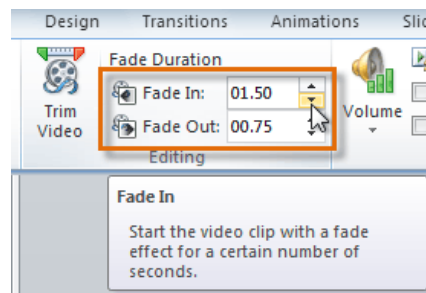 Design Transitions Animations Slic
Fade Duration
Fade In: 01.50
Trim Video
Fade Out: 00.75
Volume
Editing
Fade In
Start the video clip with a fade
effect for a certain number of
seconds.